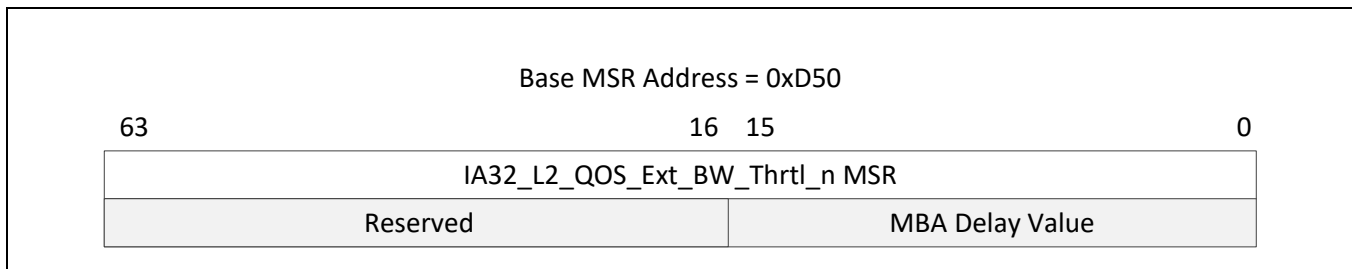 Base MSR Address = 0xD50
63 16 15 0
IA32_L2_QOS_Ext_BW_Thrtl_n MSR
Reserved MBA Delay Value